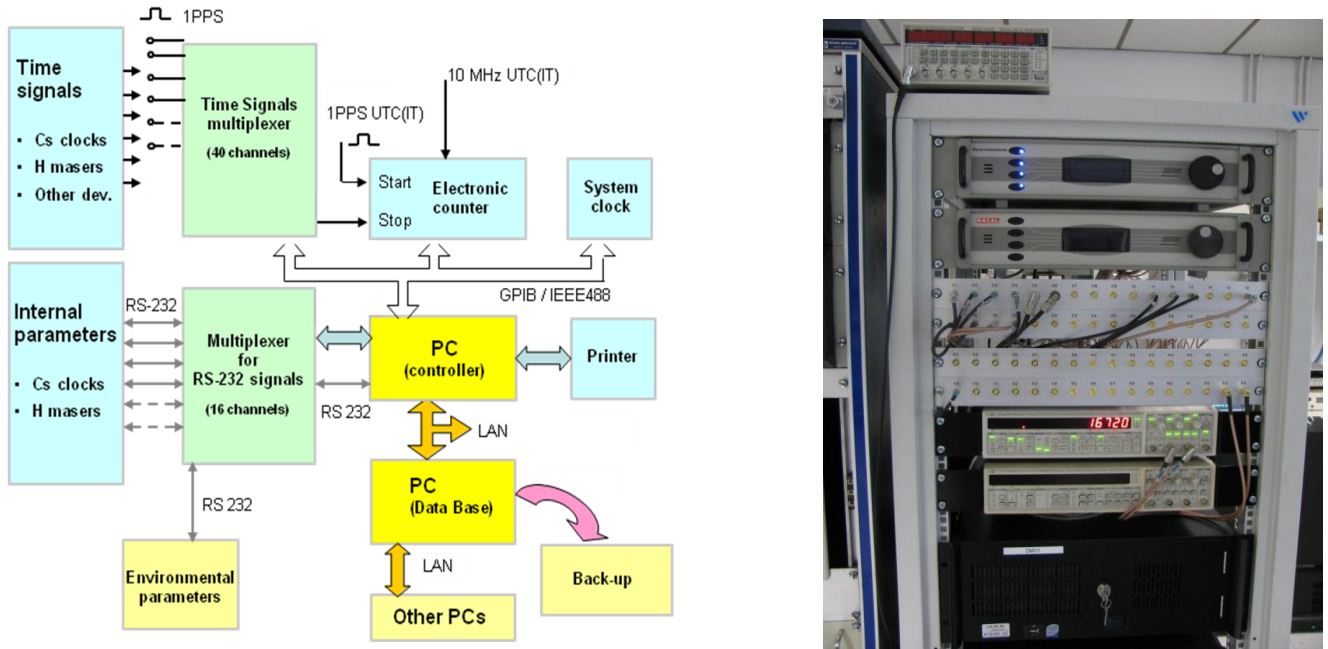 1PPS
Time
signals
▪ Cs clocks
▪ H masers
▪ Other dev.
Time Signals
multiplexer
(40 channels)
10 MHz UTC(IT)
1PPS UTC(IT)
Start
Stop
Electronic
counter
System
clock
GPIB / IEEE488
Internal
parameters
▪ Cs clocks
▪ H masers
RS-232
Multiplexer
for
RS-232 signals
(16 channels)
RS 232
PC
(controller)
Printer
LAN
PC
(Data Base)
RS 232
LAN
Environmental
parameters
Back-up
Other PCs
RACAL
16720